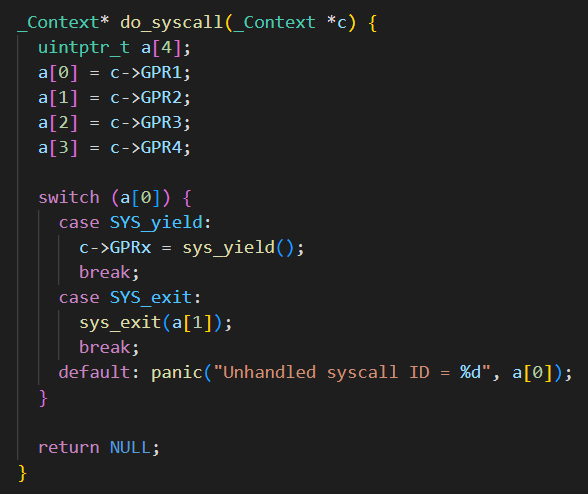 _Context* do_syscall(_Context *c) {
  uintptr_t a[4];
  a[0] = c->GPR1;
  a[1] = c->GPR2;
  a[2] = c->GPR3;
  a[3] = c->GPR4;

  switch (a[0]) {
    case SYS_yield:
      c->GPRx = sys_yield();
      break;
    case SYS_exit:
      sys_exit(a[1]);
      break;
    default: panic("Unhandled syscall ID = %d", a[0]);
  }

  return NULL;
}